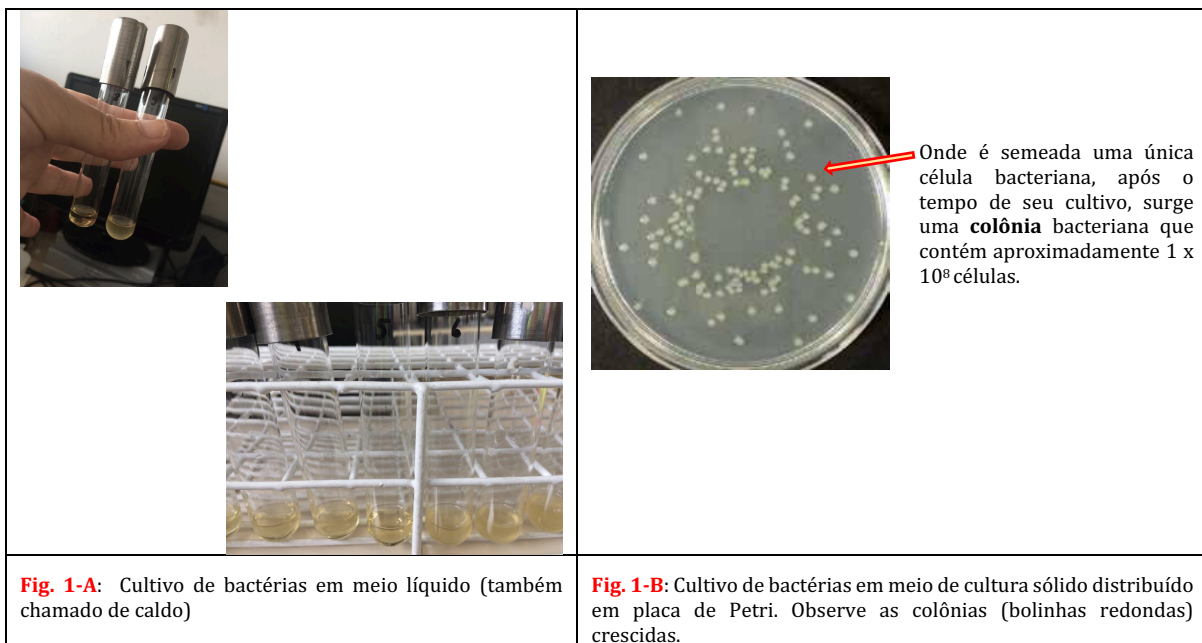 Onde é semeada uma única
célula bacteriana, após o
tempo de seu cultivo, surge
uma colônia bacteriana que
contém aproximadamente 1 x
10⁸ células.
5
6
Fig. 1-A: Cultivo de bactérias em meio líquido (também
chamado de caldo)
Fig. 1-B: Cultivo de bactérias em meio de cultura sólido distribuído
em placa de Petri. Observe as colônias (bolinhas redondas)
crescidas.